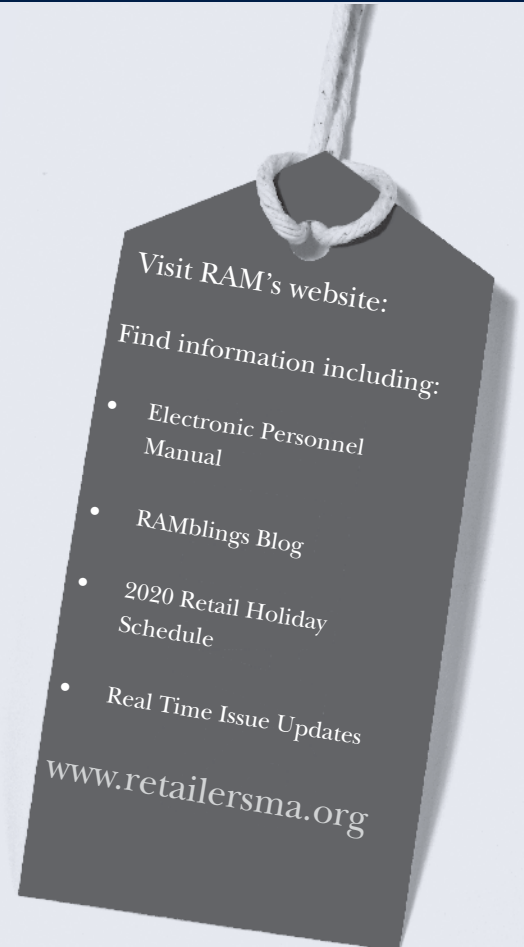 Visit RAM’s website:
Find information including:
• Electronic Personnel
Manual
• RAMblings Blog
• 2020 Retail Holiday
Schedule
• Real Time Issue Updates
www.retailersma.org